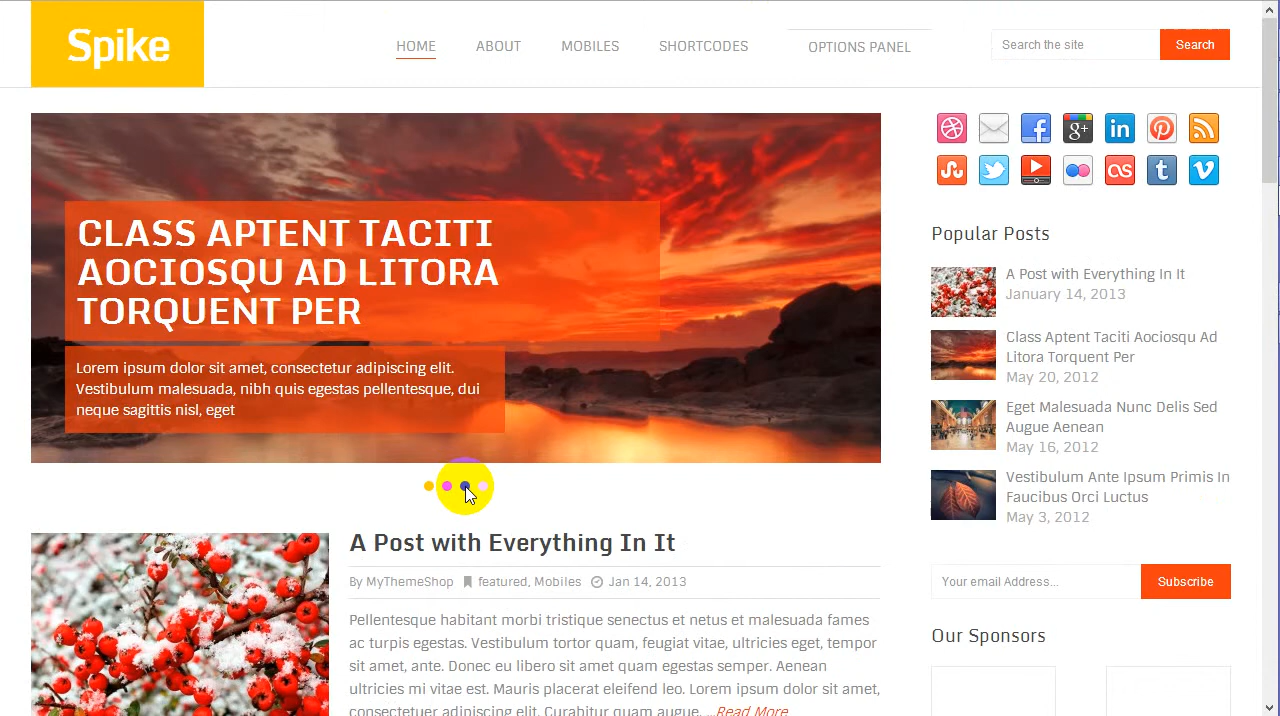 Spike
HOME
ABOUT
MOBILES
SHORTCODES
OPTIONS PANEL
Search the site
Search
CLASS APTENT TACITI
AOCIOSQU AD LITORA
TORQUENT PER
Lorem ipsum dolor sit amet, consectetur adipiscing elit.
Vestibulum malesuada, nibh quis egestas pellentesque, dui
neque sagittis nisl, eget
A Post with Everything In It
By MyThemeShop featured, Mobiles Jan 14, 2013
Pellentesque habitant morbi tristique senectus et netus et malesuada fames
ac turpis egestas. Vestibulum tortor quam, feugiat vitae, ultricies eget, tempor
sit amet, ante. Donec eu libero sit amet quam egestas semper. Aenean
ultricies mi vitae est. Mauris placerat eleifend leo. Lorem ipsum dolor sit amet,
consectetuer adipiscing elit. Curabitur quam augue, ...Read More
Popular Posts
A Post with Everything In It
January 14, 2013
Class Aptent Taciti Aociosqu Ad
Litora Torquent Per
May 20, 2012
Eget Malesuada Nunc Delis Sed
Augue Aenean
May 16, 2012
Vestibulum Ante Ipsum Primis In
Faucibus Orci Luctus
May 3, 2012
Your email Address...
Subscribe
Our Sponsors